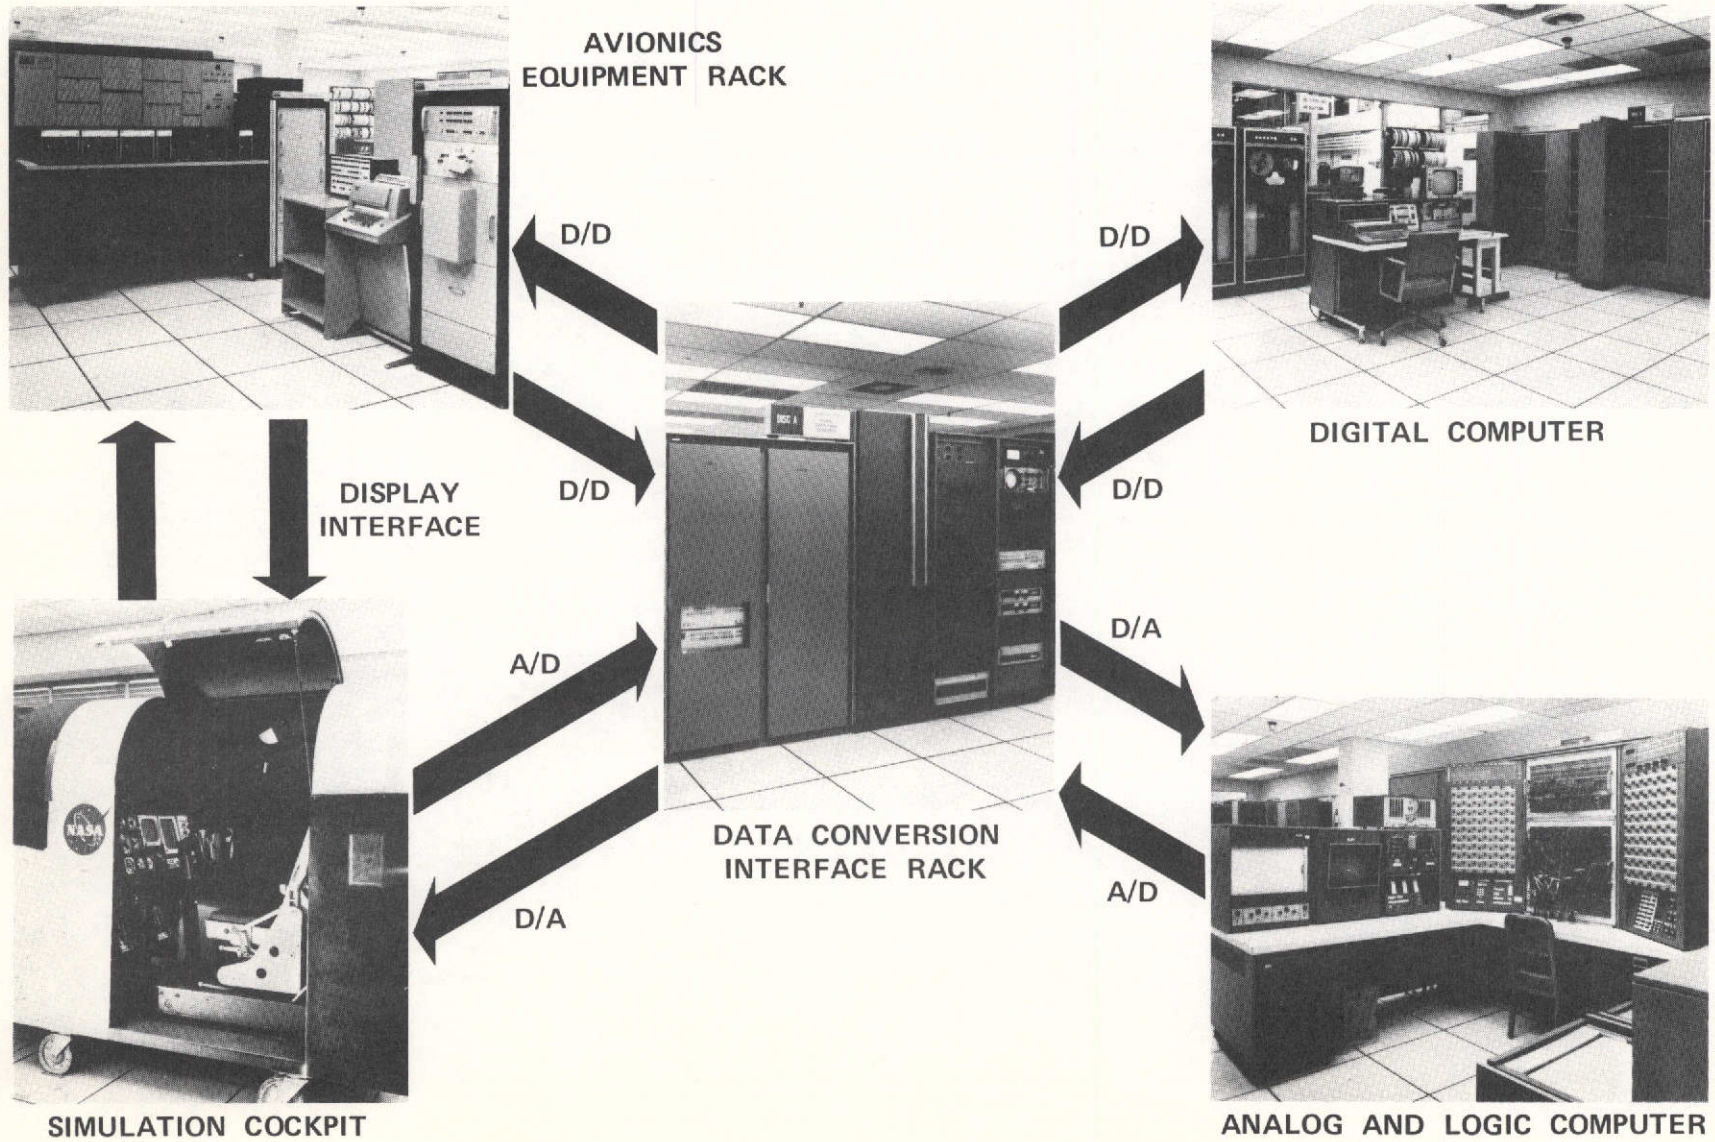 AVIONICS
EQUIPMENT RACK
D/D
D/D
DIGITAL COMPUTER
DISPLAY
INTERFACE
D/D
D/D
A/D
D/A
NASA
DATA CONVERSION
INTERFACE RACK
D/A
A/D
SIMULATION COCKPIT
ANALOG AND LOGIC COMPUTER